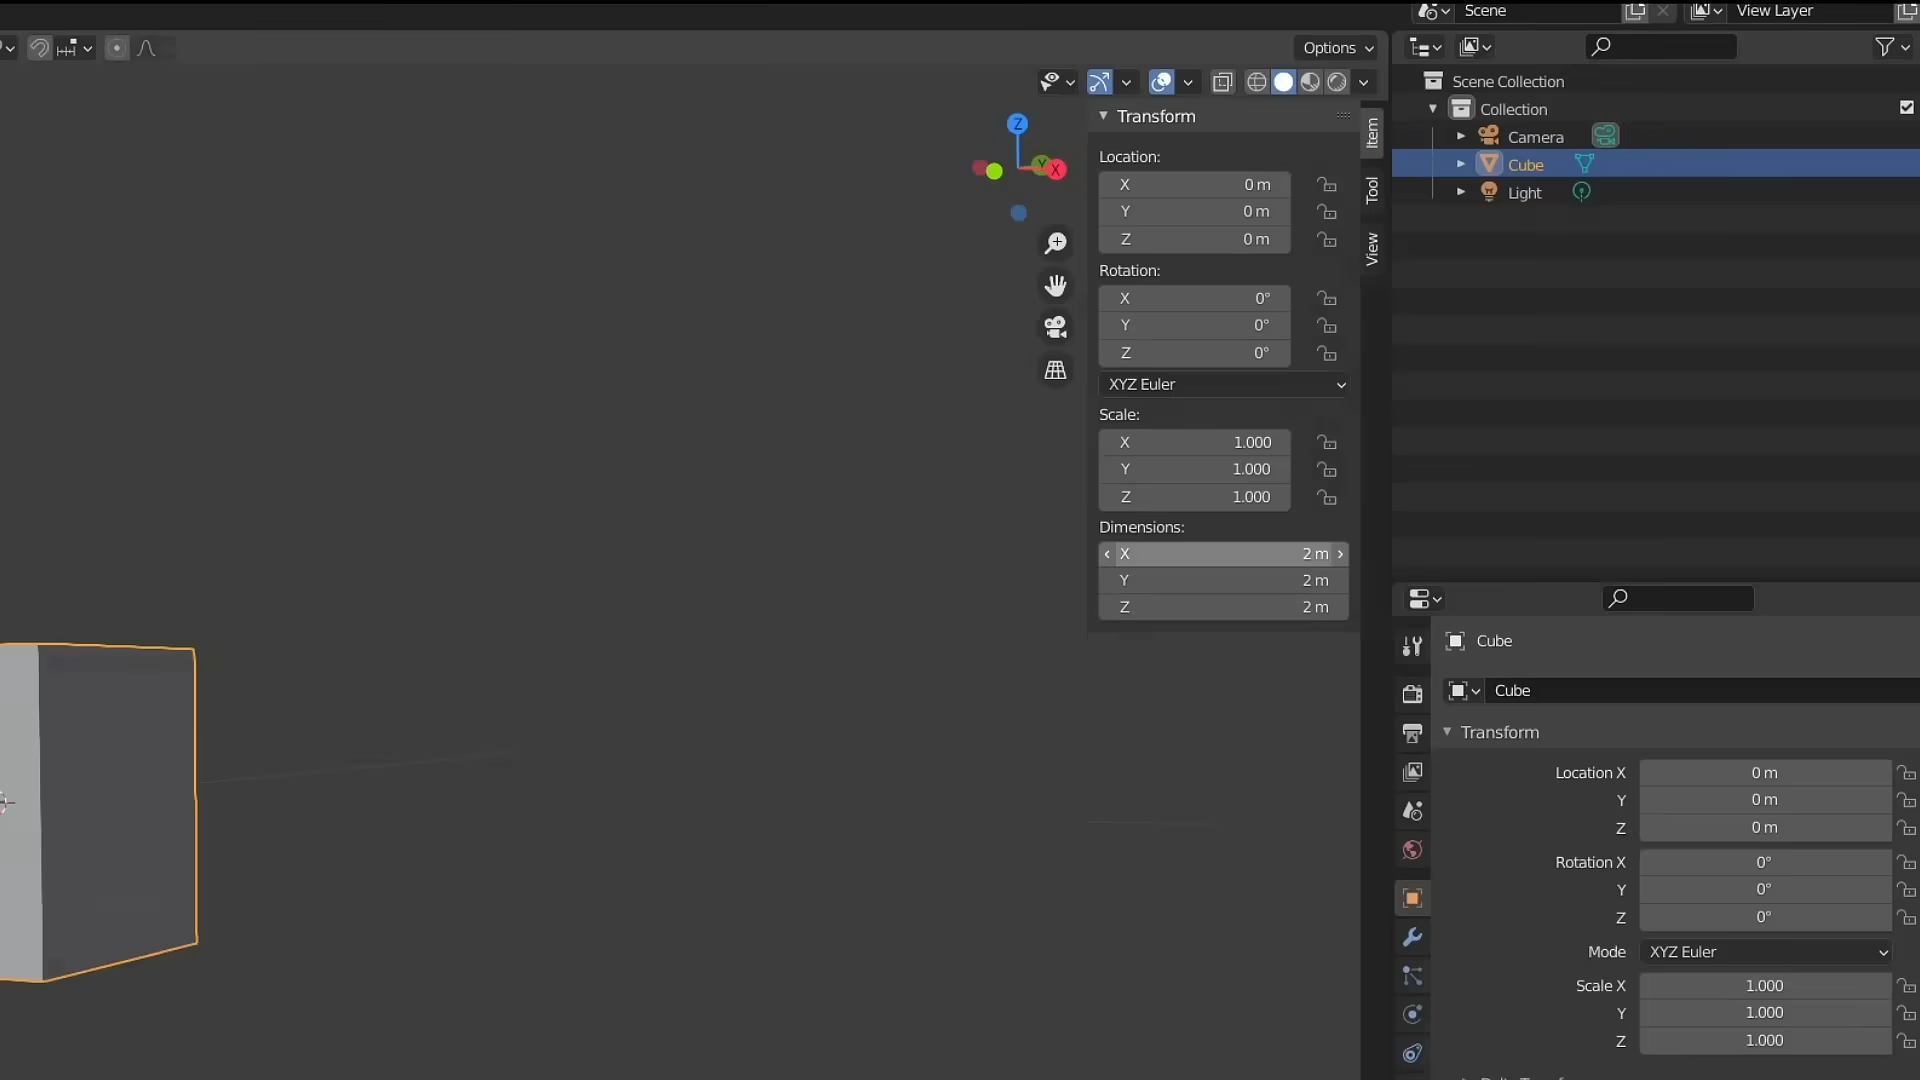 Scene
View Layer
Options
Scene Collection
Collection
Camera
Cube
Light
Z
Y
X
Item
Tool
View
Transform
Location:
X 0 m
Y 0 m
Z 0 m
Rotation:
X 0°
Y 0°
Z 0°
XYZ Euler
Scale:
X 1.000
Y 1.000
Z 1.000
Dimensions:
X 2 m
Y 2 m
Z 2 m
Cube
Cube
Transform
Location X 0 m
Y 0 m
Z 0 m
Rotation X 0°
Y 0°
Z 0°
Mode XYZ Euler
Scale X 1.000
Y 1.000
Z 1.000